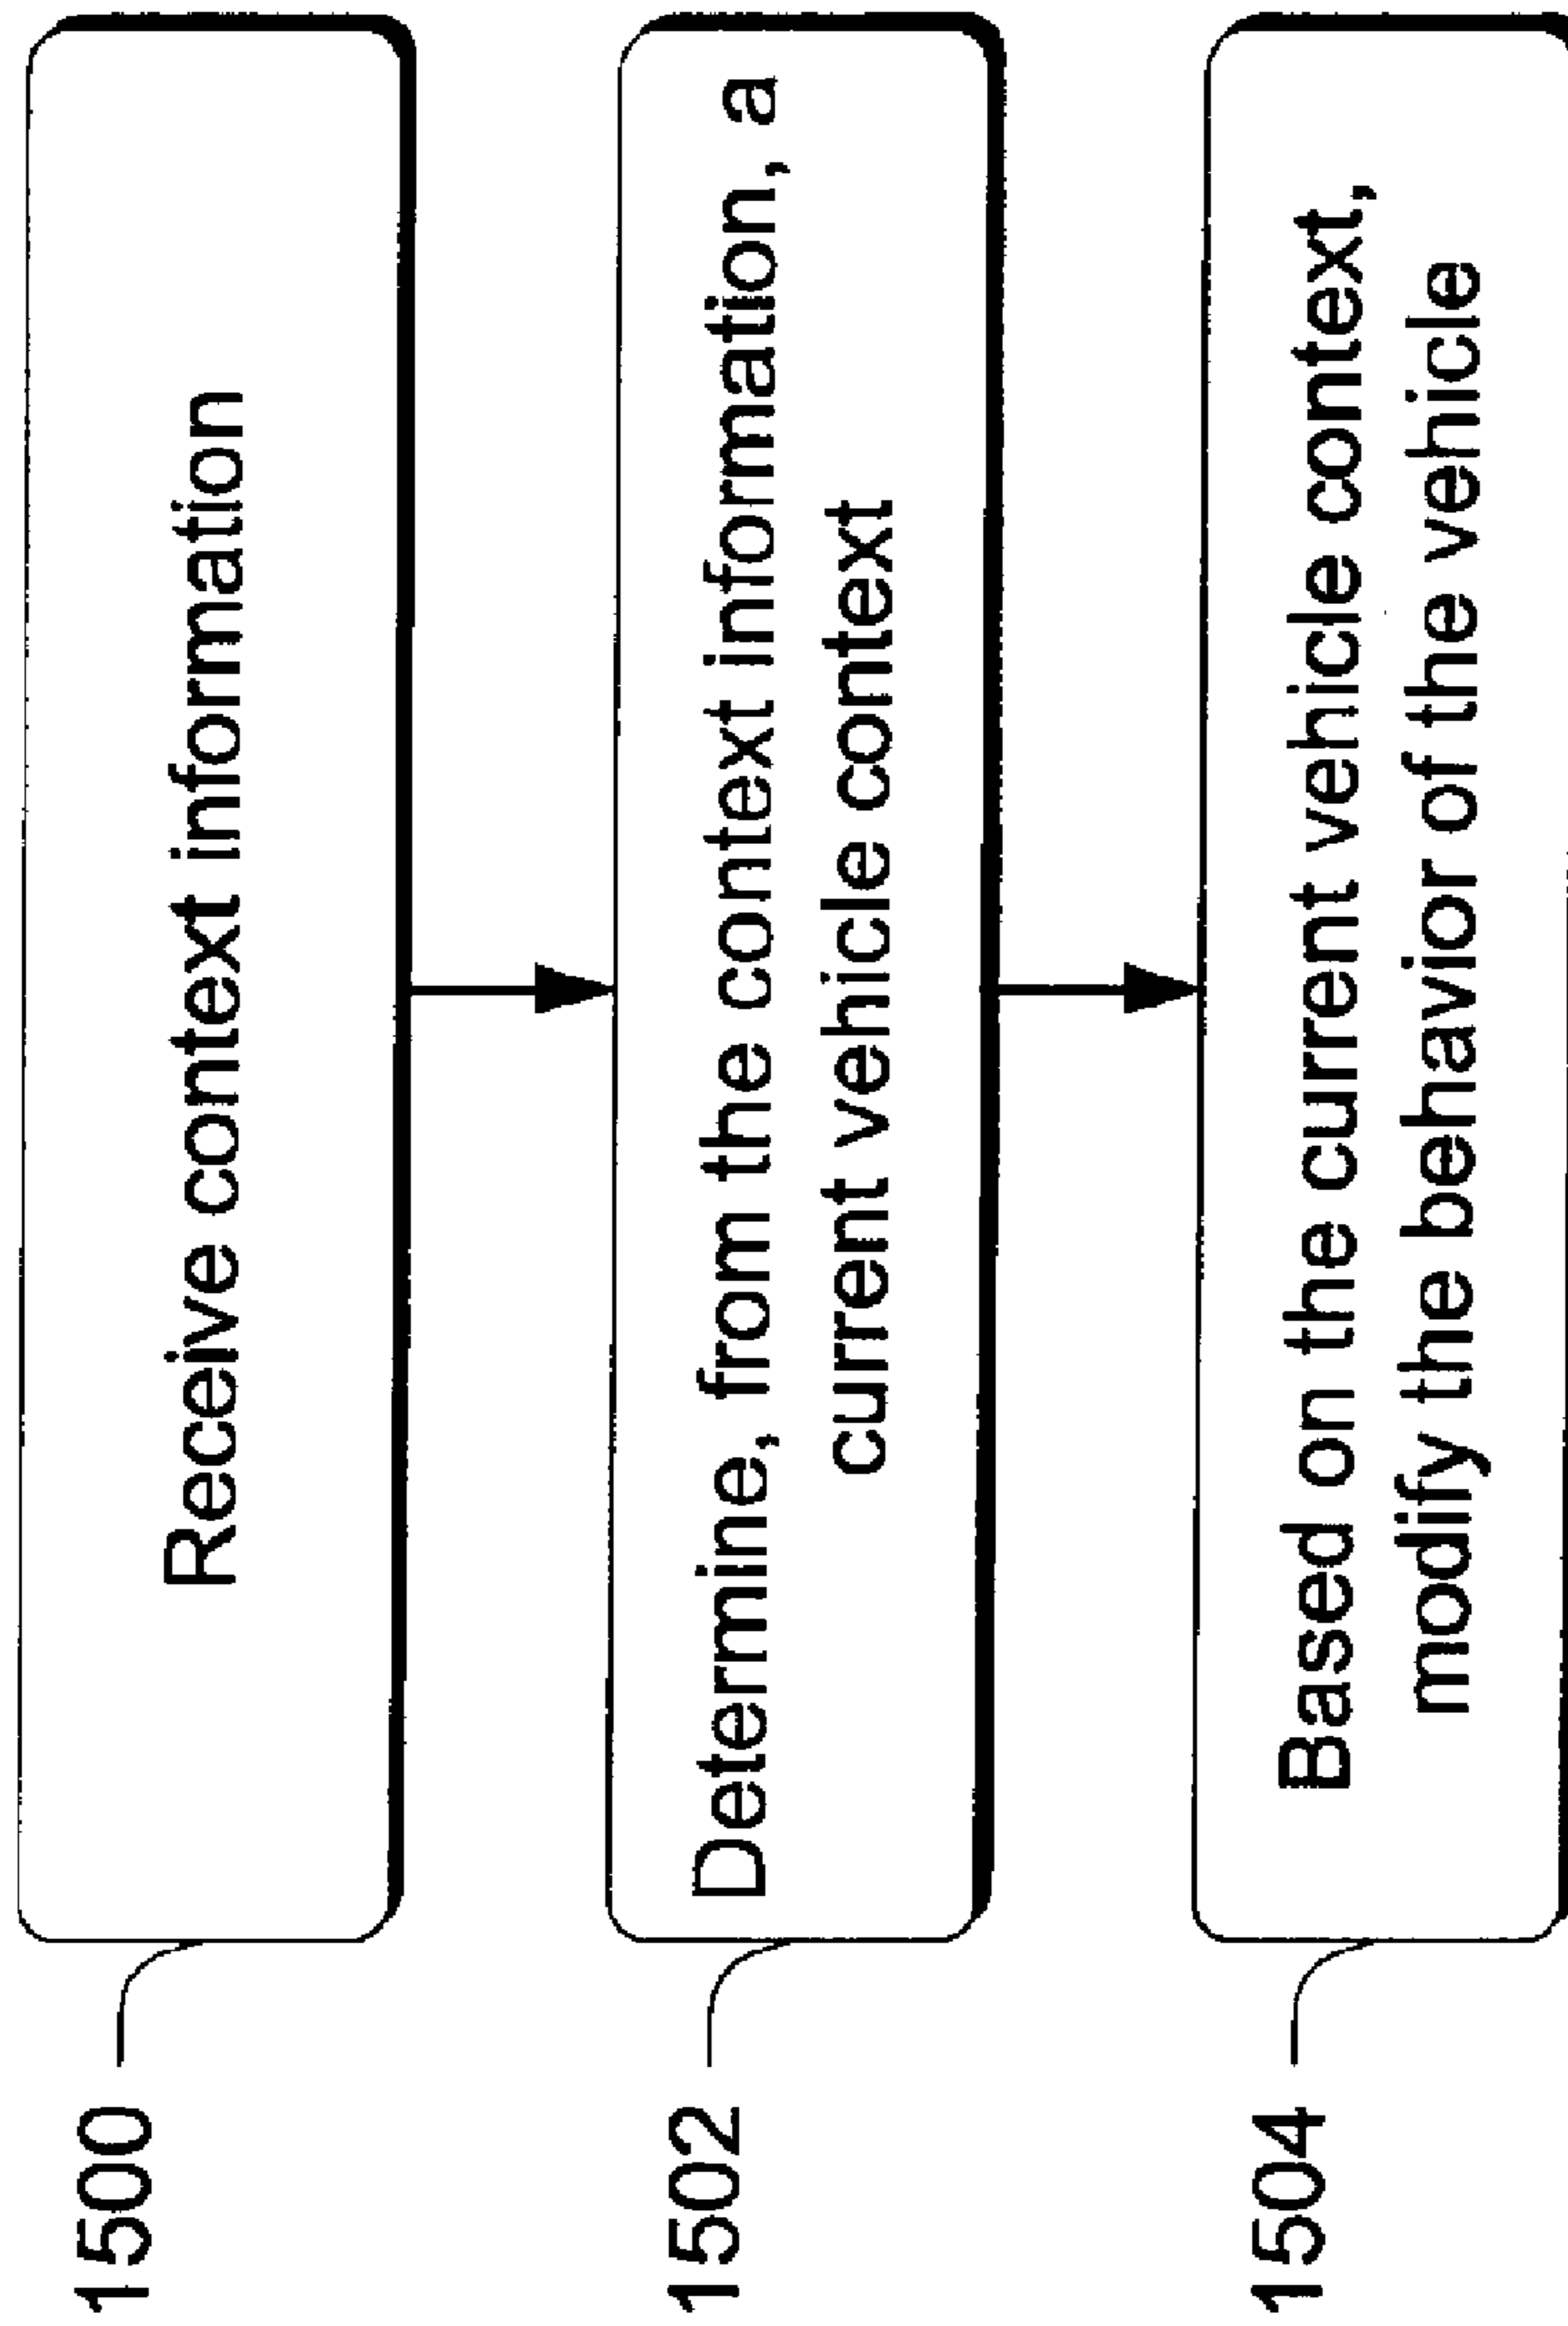 1500
Receive context information
1502
Determine, from the context information, a
current vehicle context
1504
Based on the current vehicle context,
modify the behavior of the vehicle